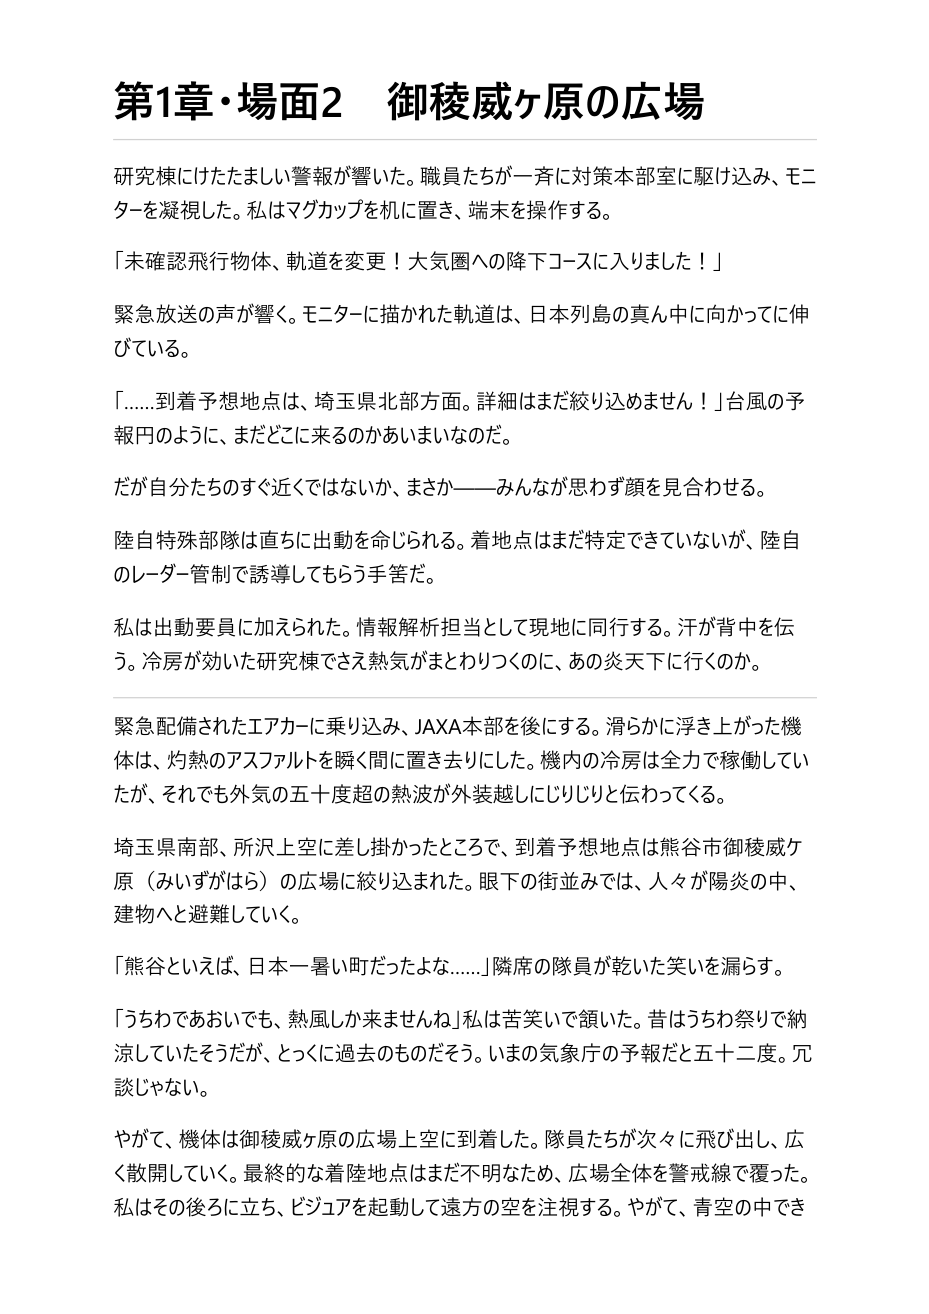 第1章・場面2　御稜威ヶ原の広場
研究棟にけたたましい警報が響いた。職員たちが一斉に対策本部室に駆け込み、モニ
ターを凝視した。私はマグカップを机に置き、端末を操作する。
「未確認飛行物体、軌道を変更！大気圏への降下コースに入りました！」
緊急放送の声が響く。モニターに描かれた軌道は、日本列島の真ん中に向かってに伸
びている。
「......到着予想地点は、埼玉県北部方面。詳細はまだ絞り込めません！」台風の予
報円のように、まだどこに来るのかあいまいなのだ。
だが自分たちのすぐ近くではないか、まさか――みんなが思わず顔を見合わせる。
陸自特殊部隊は直ちに出動を命じられる。着地点はまだ特定できていないが、陸自
のレーダー管制で誘導してもらう手筈だ。
私は出動要員に加えられた。情報解析担当として現地に同行する。汗が背中を伝
う。冷房が効いた研究棟でさえ熱気がまとわりつくのに、あの炎天下に行くのか。
緊急配備されたエアカーに乗り込み、JAXA本部を後にする。滑らかに浮き上がった機
体は、灼熱のアスファルトを瞬く間に置き去りにした。機内の冷房は全力で稼働してい
たが、それでも外気の五十度超の熱波が外装越しにじりじりと伝わってくる。
埼玉県南部、所沢上空に差し掛かったところで、到着予想地点は熊谷市御稜威ケ
原（みいずがはら）の広場に絞り込まれた。眼下の街並みでは、人々が陽炎の中、
建物へと避難していく。
「熊谷といえば、日本一暑い町だったよな......」隣席の隊員が乾いた笑いを漏らす。
「うちわであおいでも、熱風しか来ませんね」私は苦笑いで頷いた。昔はうちわ祭りで納
涼していたそうだが、とっくに過去のものだそう。いまの気象庁の予報だと五十二度。冗
談じゃない。
やがて、機体は御稜威ヶ原の広場上空に到着した。隊員たちが次々に飛び出し、広
く散開していく。最終的な着陸地点はまだ不明なため、広場全体を警戒線で覆った。
私はその後ろに立ち、ビジュアを起動して遠方の空を注視する。やがて、青空の中でき